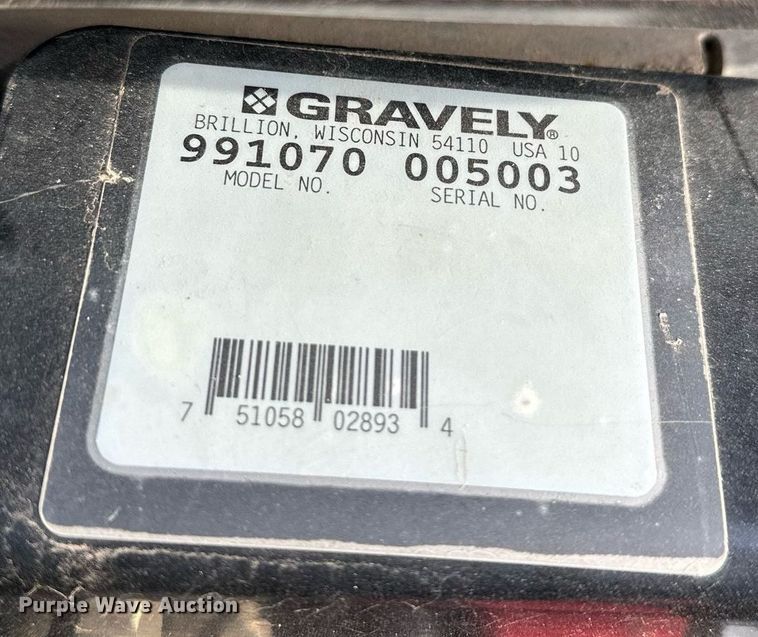 GRAVELY®
BRILLION, WISCONSIN 54110 USA 10
991070 005003
MODEL NO. SERIAL NO.
7 51058 02893 4
Purple Wave Auction